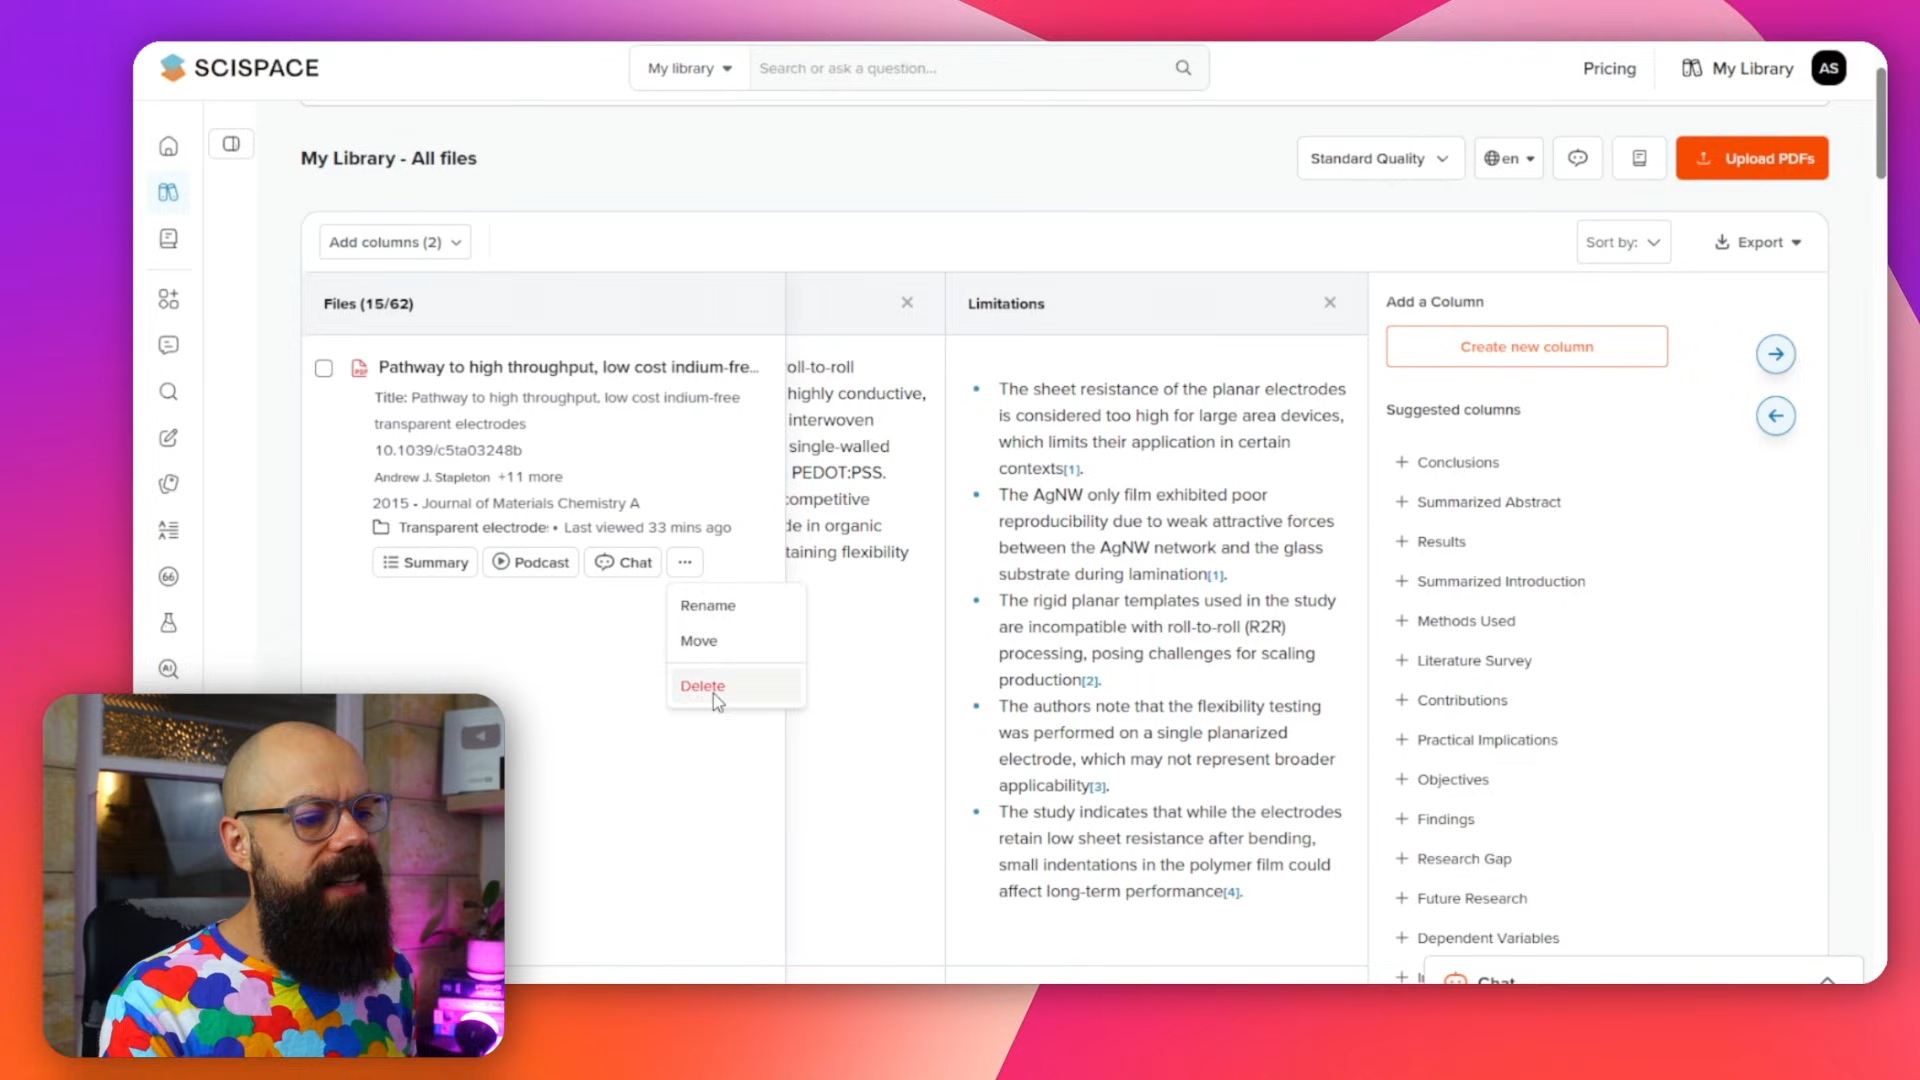 SCISPACE
My library
Search or ask a question...
Pricing
My Library
AS
My Library - All files
Standard Quality
en
Upload PDFs
Add columns (2)
Sort by:
Export
Files (15/62)
Limitations
Add a Column
Create new column
Pathway to high throughput, low cost indium-fre...
Title: Pathway to high throughput, low cost indium-free
transparent electrodes
10.1039/c5ta03248b
Andrew J. Stapleton +11 more
2015 - Journal of Materials Chemistry A
Transparent electrode: • Last viewed 33 mins ago
Summary
Podcast
Chat
...
Rename
Move
Delete
roll-to-roll
highly conductive,
interwoven
single-walled
PEDOT:PSS.
competitive
de in organic
taining flexibility
• The sheet resistance of the planar electrodes
is considered too high for large area devices,
which limits their application in certain
contexts[1].
• The AgNW only film exhibited poor
reproducibility due to weak attractive forces
between the AgNW network and the glass
substrate during lamination[1].
• The rigid planar templates used in the study
are incompatible with roll-to-roll (R2R)
processing, posing challenges for scaling
production[2].
• The authors note that the flexibility testing
was performed on a single planarized
electrode, which may not represent broader
applicability[3].
• The study indicates that while the electrodes
retain low sheet resistance after bending,
small indentations in the polymer film could
affect long-term performance[4].
Suggested columns
+ Conclusions
+ Summarized Abstract
+ Results
+ Summarized Introduction
+ Methods Used
+ Literature Survey
+ Contributions
+ Practical Implications
+ Objectives
+ Findings
+ Research Gap
+ Future Research
+ Dependent Variables
Chat